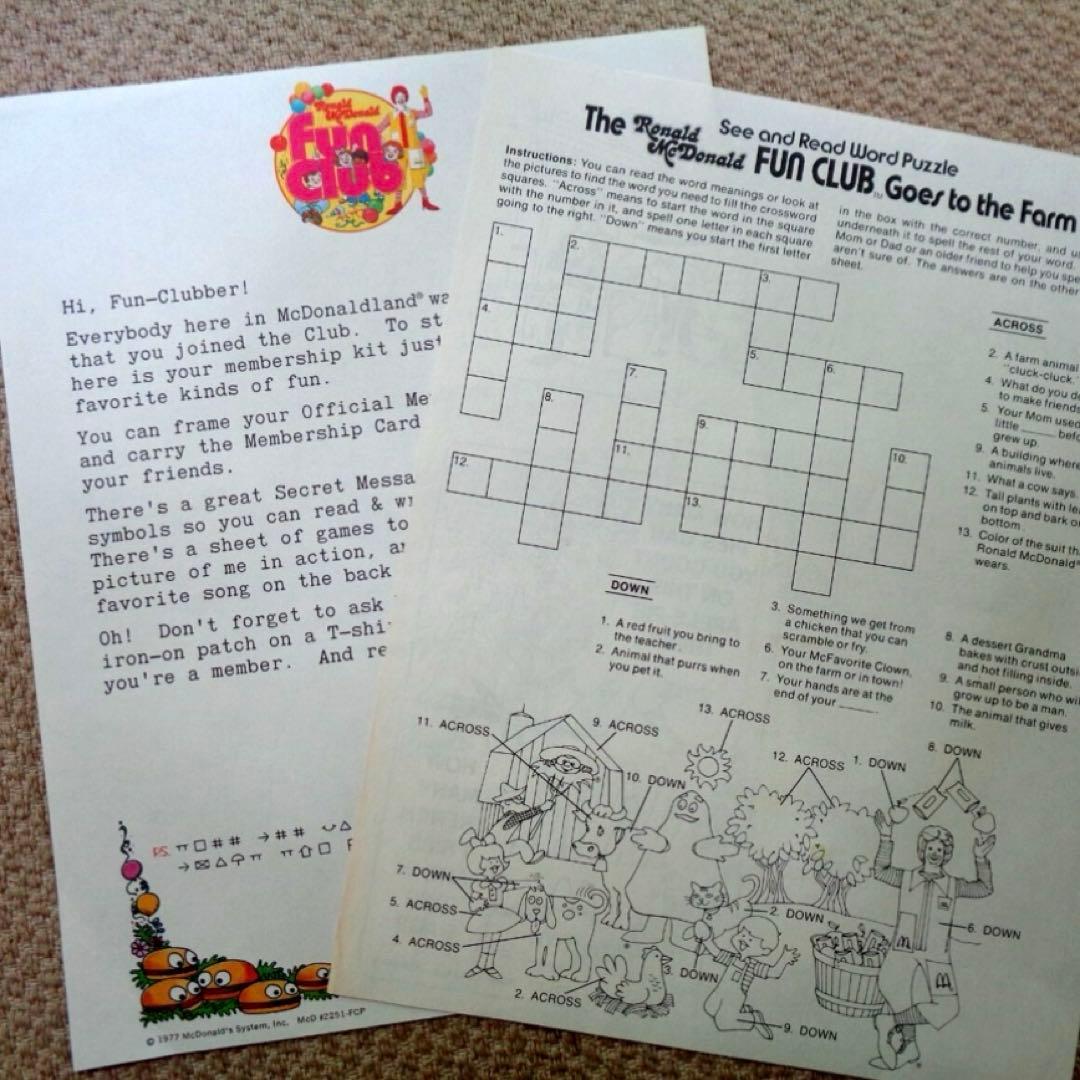 Ronald
McDonald
Fun
Club
Hi, Fun-Clubber!
Everybody here in McDonaldland®
that you joined the Club. To
here is your membership kit
favorite kinds of fun.
You can frame your Official
and carry the Membership Card
your friends.
There's a great Secret
symbols so you can read &
There's a sheet of games to
picture of me in action,
favorite song on the back
Oh! Don't forget to ask
iron-on patch on a
you're a member. And
P.S.
© 1977 McDonald's System, Inc. McD #2251-FCP
See and Read Word Puzzle
The Ronald McDonald FUN CLUB™ Goes to the Farm
Instructions: You can read the word meanings or look at
the pictures to find the word you need to fill the crossword
squares. "Across" means to start the word in the square
with the number in it, and spell one letter in each square
going to the right. "Down" means you start the first letter
in the box with the correct number, and
underneath it to spell the rest of your word.
Mom or Dad or an older friend to help you
aren't sure of. The answers are on the other
sheet.
1.
2.
3.
4.
5.
6.
7.
8.
9.
10.
11.
12.
13.
ACROSS
2. A farm animal
"cluck-cluck."
4. What do you
to make friends
5. Your Mom used
little _____
grew up.
9. A building where
animals live.
11. What a cow says.
12. Tall plants with
on top and bark
bottom.
13. Color of the suit
Ronald McDonald®
wears.
DOWN
1. A red fruit you bring to
the teacher.
2. Animal that purrs when
you pet it.
3. Something we get from
a chicken that you can
scramble or fry.
6. Your McFavorite Clown,
on the farm or in town!
7. Your hands are at the
end of your _____.
8. A dessert Grandma
bakes with crust
and hot filling inside.
9. A small person who
grow up to be a man.
10. The animal that gives
milk.
11. ACROSS
9. ACROSS
13. ACROSS
10. DOWN
12. ACROSS
1. DOWN
8. DOWN
7. DOWN
5. ACROSS
4. ACROSS
2. ACROSS
3. DOWN
2. DOWN
6. DOWN
9. DOWN